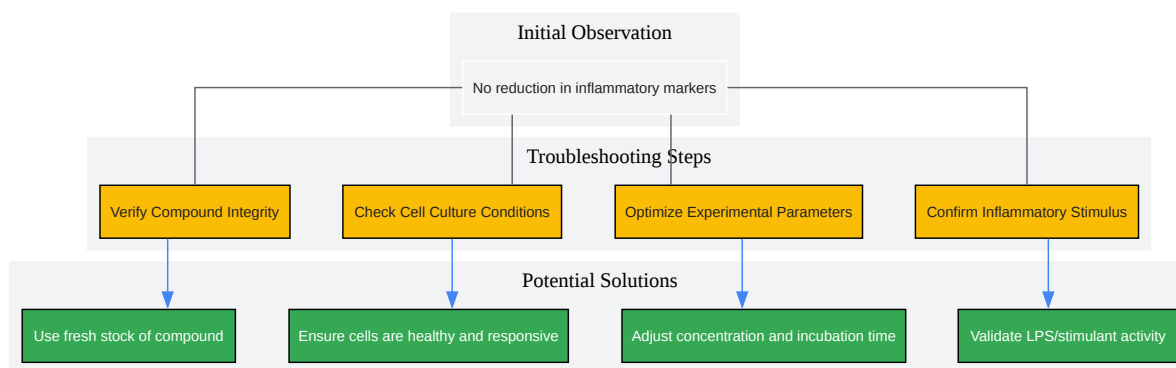 Initial Observation
No reduction in inflammatory markers
Troubleshooting Steps
Verify Compound Integrity
Check Cell Culture Conditions
Optimize Experimental Parameters
Confirm Inflammatory Stimulus
Potential Solutions
Use fresh stock of compound
Ensure cells are healthy and responsive
Adjust concentration and incubation time
Validate LPS/stimulant activity